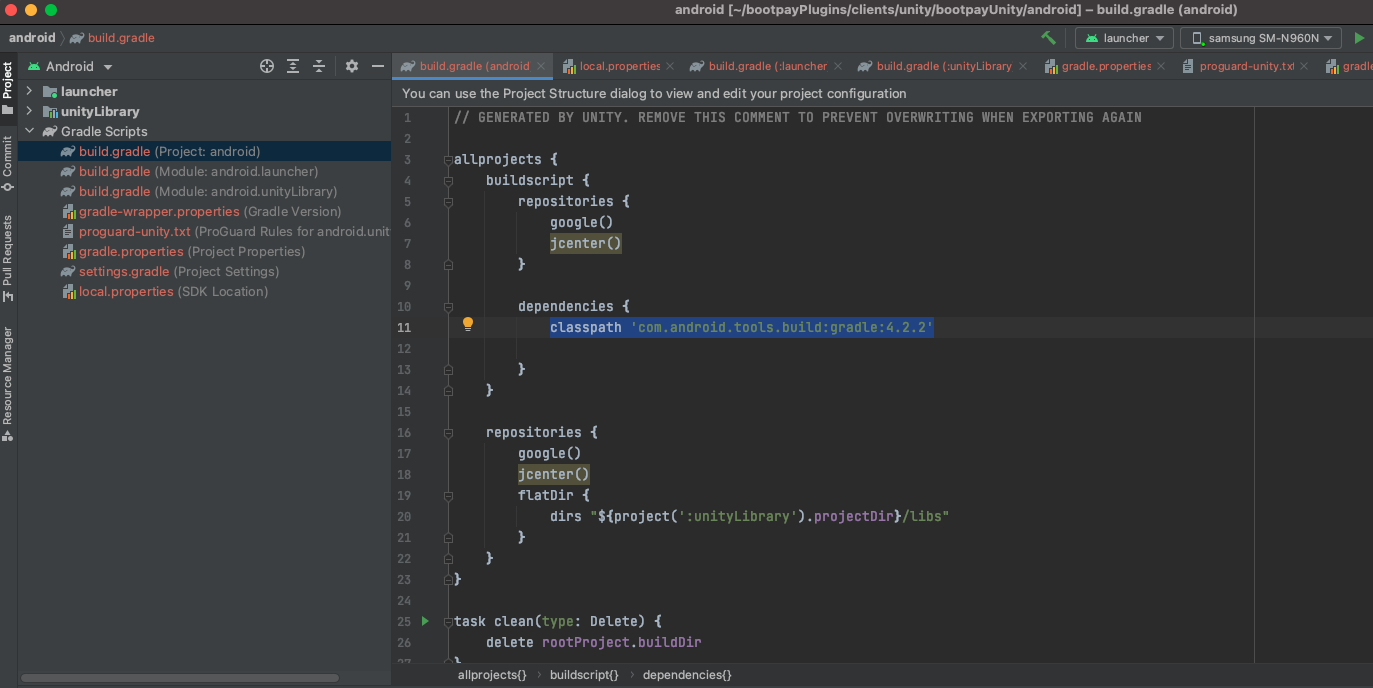 android [~/bootpayPlugins/clients/unity/bootpayUnity/android] – build.gradle (android)
android
build.gradle
launcher
samsung SM-N960N
Project
Commit
Pull Requests
Resource Manager
Android
launcher
unityLibrary
Gradle Scripts
build.gradle (Project: android)
build.gradle (Module: android.launcher)
build.gradle (Module: android.unityLibrary)
gradle-wrapper.properties (Gradle Version)
proguard-unity.txt (ProGuard Rules for android.unit
gradle.properties (Project Properties)
settings.gradle (Project Settings)
local.properties (SDK Location)
build.gradle (android
local.properties
build.gradle (:launcher
build.gradle (:unityLibrary
gradle.properties
proguard-unity.txt
gradle
You can use the Project Structure dialog to view and edit your project configuration
1 // GENERATED BY UNITY. REMOVE THIS COMMENT TO PREVENT OVERWRITING WHEN EXPORTING AGAIN
2
3 allprojects {
4 buildscript {
5 repositories {
6 google()
7 jcenter()
8 }
9
10 dependencies {
11 classpath 'com.android.tools.build:gradle:4.2.2'
12
13 }
14 }
15
16 repositories {
17 google()
18 jcenter()
19 flatDir {
20 dirs "${project(':unityLibrary').projectDir}/libs"
21 }
22 }
23 }
24
25 task clean(type: Delete) {
26 delete rootProject.buildDir
27 }
allprojects{}
buildscript{}
dependencies{}